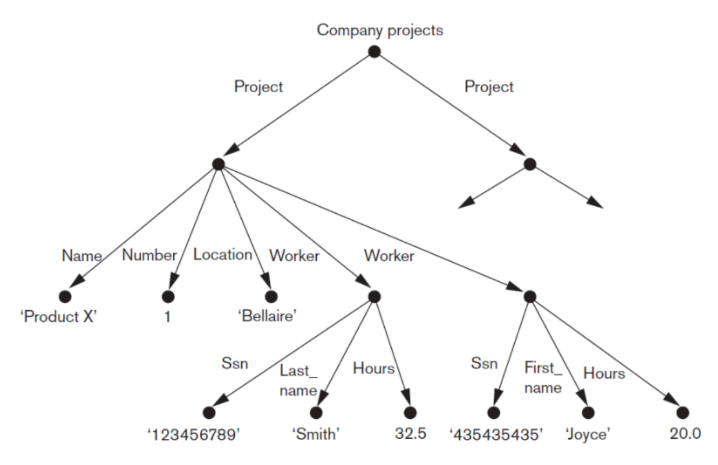 Company projects
Project Project
Name Number Location Worker Worker
'Product X' 1 'Bellaire'
Ssn Last_ Hours Ssn First_ Hours
name name
'123456789' 'Smith' 32.5 '435435435' 'Joyce' 20.0